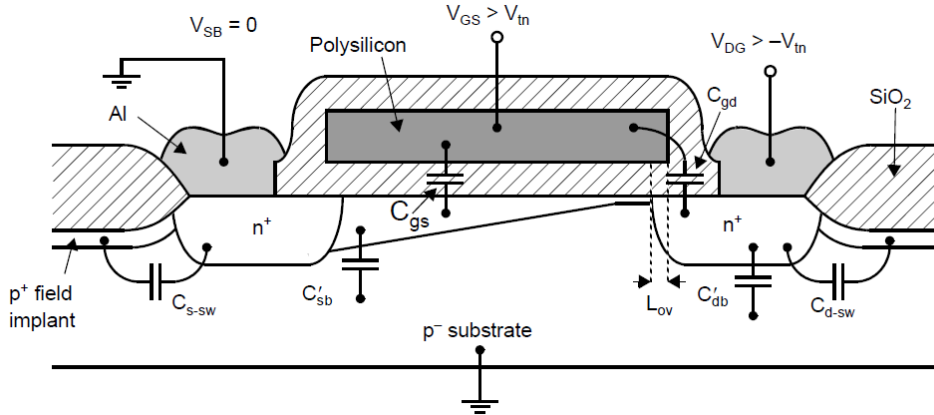 V_SB = 0
V_GS > V_tn
Polysilicon
V_DG > –V_tn
Al
C_gd
SiO_2
C_gs
n^+
n^+
p^+ field
implant
C_s-sw
C'_sb
L_ov
C'_db
C_d-sw
p^– substrate